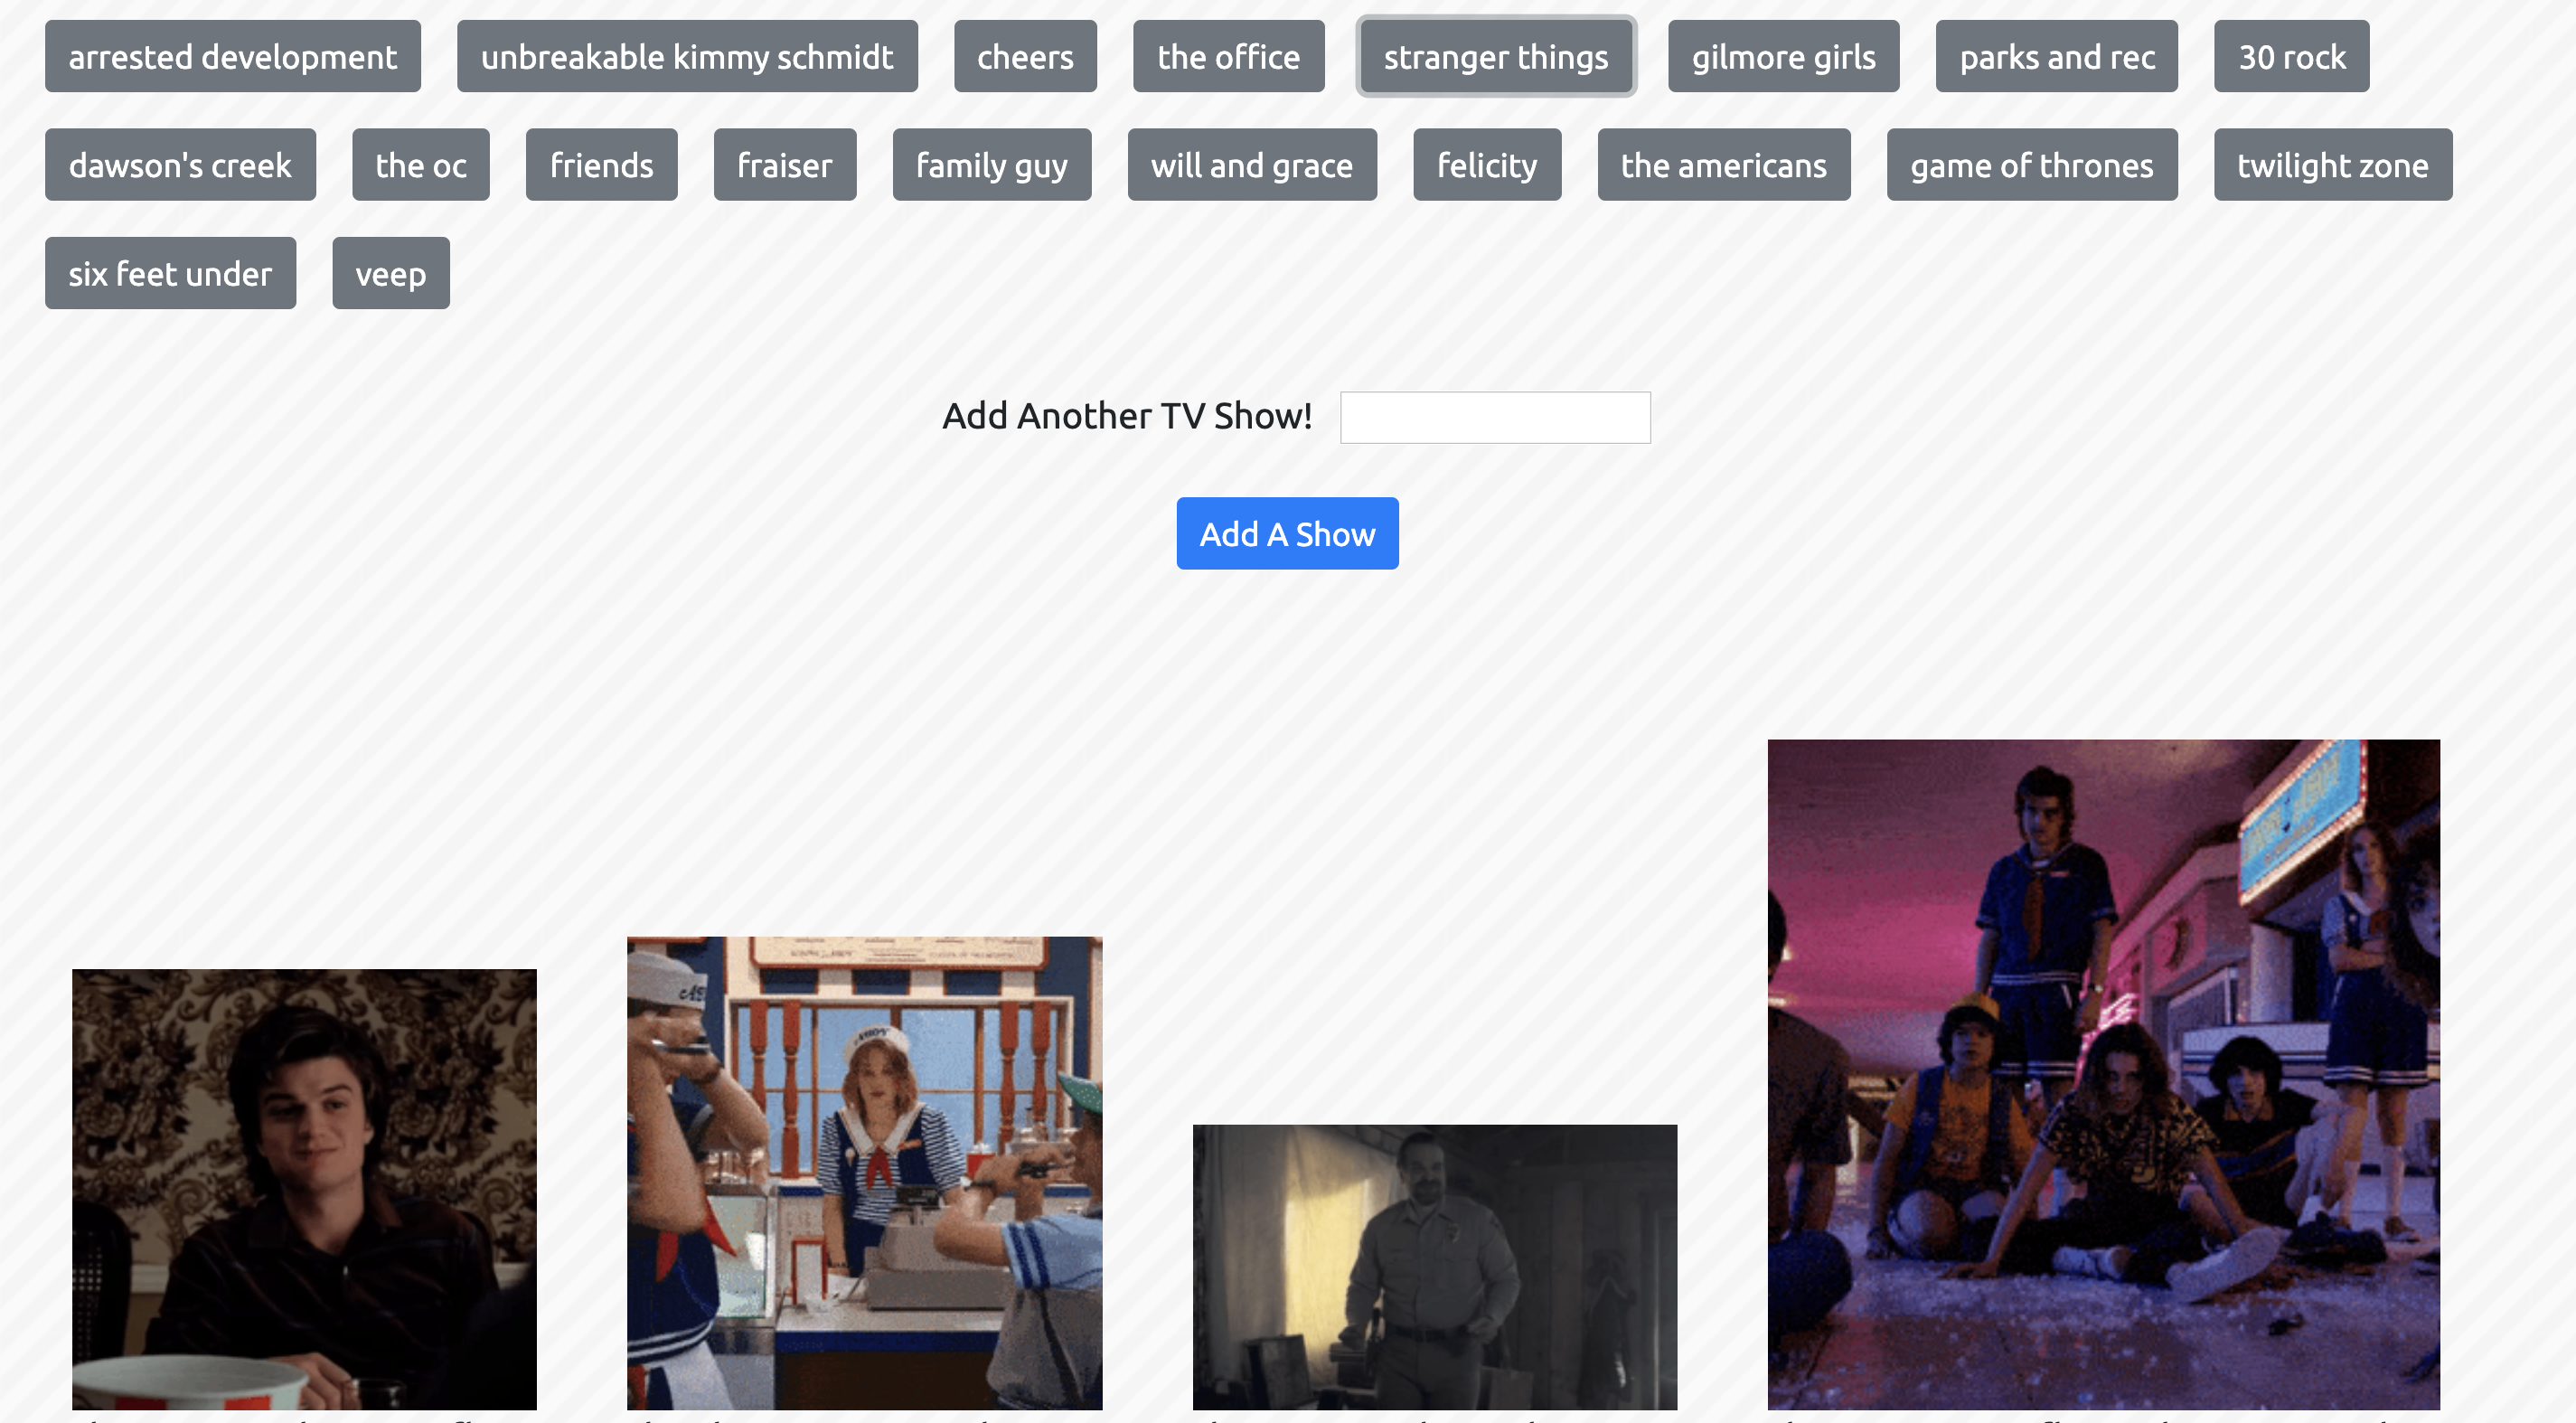 arrested development unbreakable kimmy schmidt cheers the office stranger things gilmore girls parks and rec 30 rock
dawson's creek the oc friends fraiser family guy will and grace felicity the americans game of thrones twilight zone
six feet under veep
Add Another TV Show!
Add A Show
AHOY